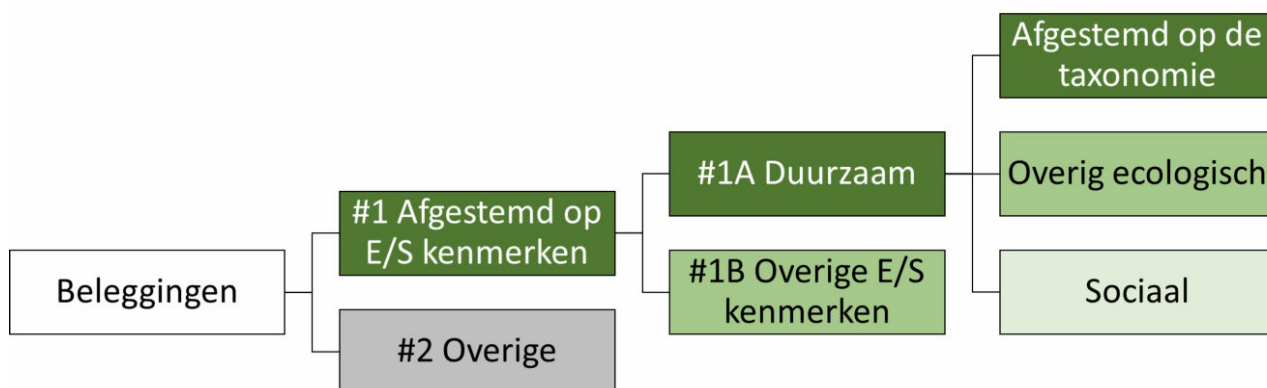 Beleggingen
#1 Afgestemd op
E/S kenmerken
#2 Overige
#1A Duurzaam
#1B Overige E/S
kenmerken
Afgestemd op de
taxonomie
Overig ecologisch
Sociaal